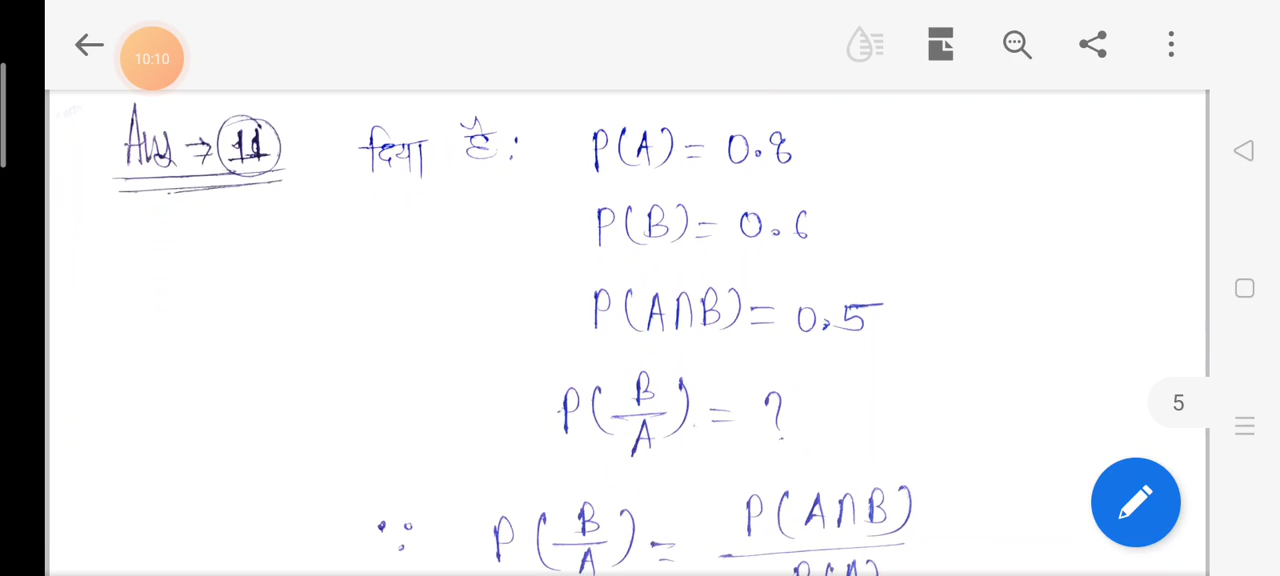 10:10
Ans → 11 दिया है: P(A) = 0.8
P(B) = 0.6
P(A∩B) = 0.5
P(B/A) = ?
5
∵ P(B/A) = P(A∩B)/P(A)